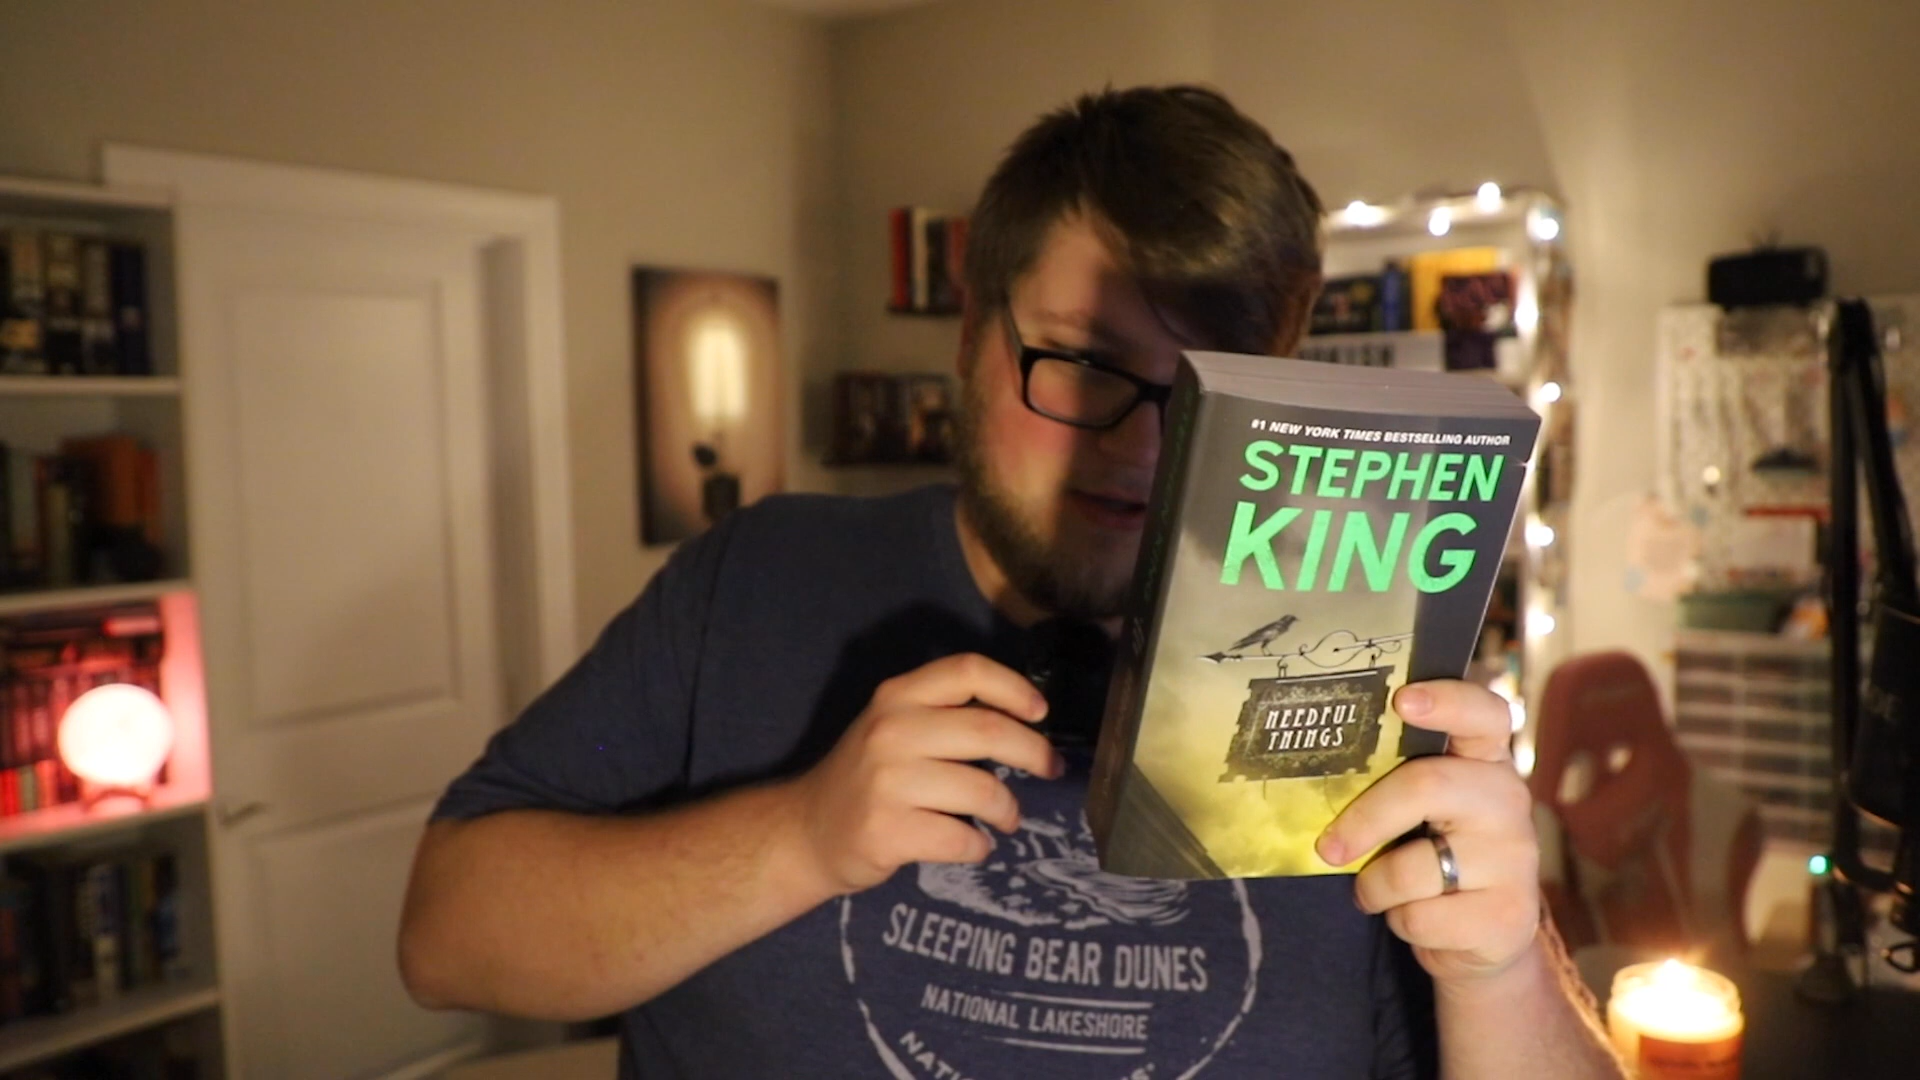 #1 NEW YORK TIMES BESTSELLING AUTHOR
STEPHEN
KING
NEEDFUL
THINGS
SLEEPING BEAR DUNES
NATIONAL LAKESHORE